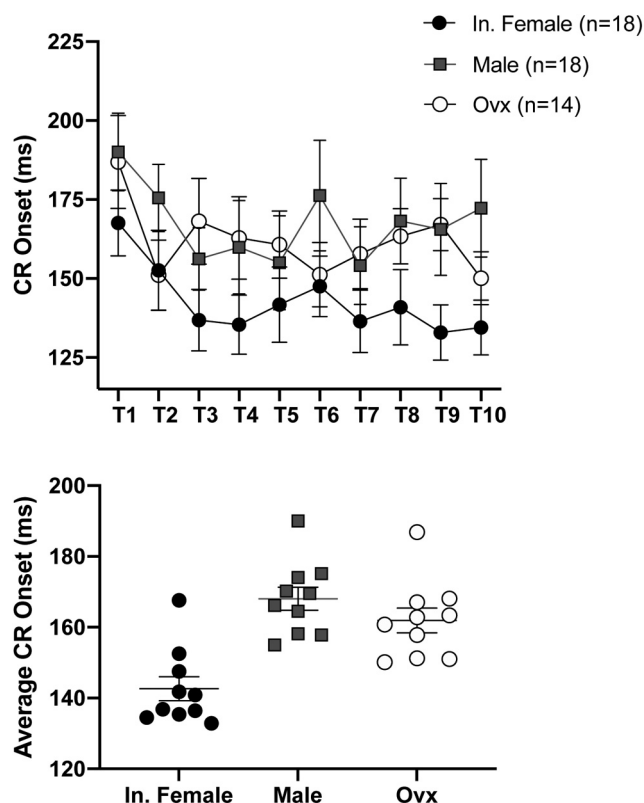 In. Female (n=18)
Male (n=18)
Ovx (n=14)
CR Onset (ms)
225
200
175
150
125
T1 T2 T3 T4 T5 T6 T7 T8 T9 T10
Average CR Onset (ms)
200
180
160
140
120
In. Female Male Ovx